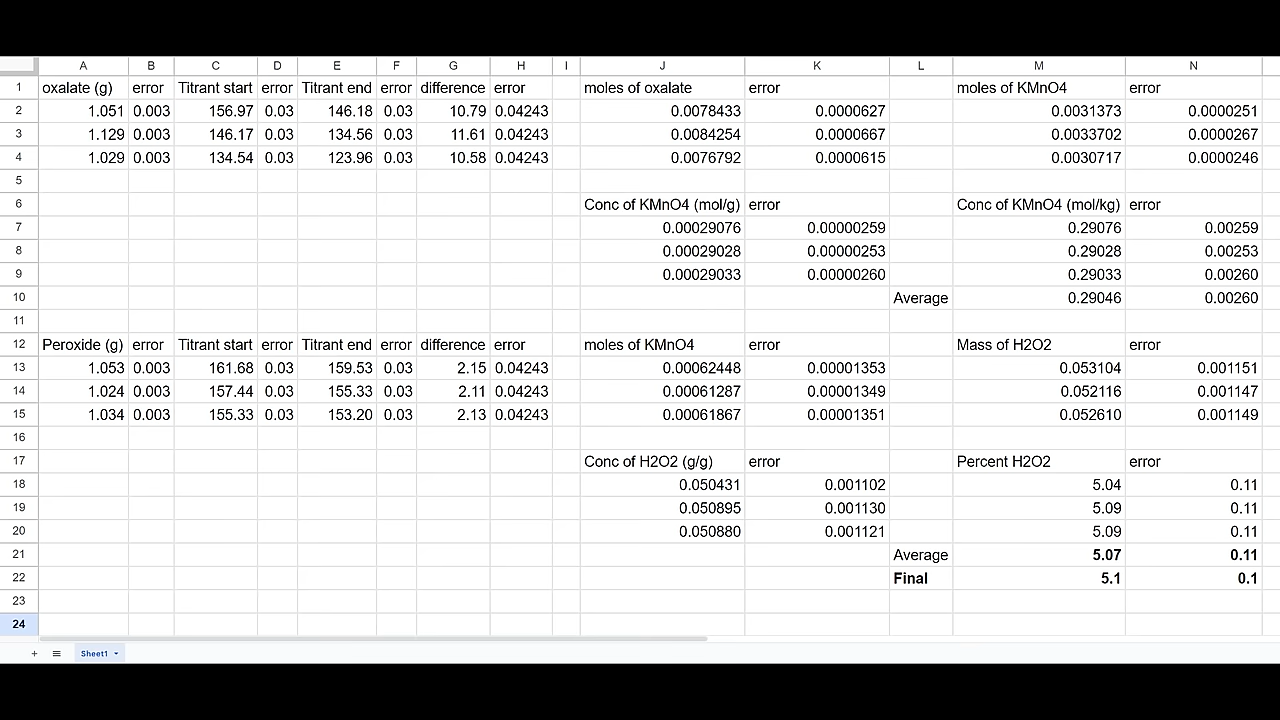 A B C D E F G H I J K L M N
1 oxalate (g) error Titrant start error Titrant end error difference error moles of oxalate error moles of KMnO4 error
2 1.051 0.003 156.97 0.03 146.18 0.03 10.79 0.04243 0.0078433 0.0000627 0.0031373 0.0000251
3 1.129 0.003 146.17 0.03 134.56 0.03 11.61 0.04243 0.0084254 0.0000667 0.0033702 0.0000267
4 1.029 0.003 134.54 0.03 123.96 0.03 10.58 0.04243 0.0076792 0.0000615 0.0030717 0.0000246
5
6 Conc of KMnO4 (mol/g) error Conc of KMnO4 (mol/kg) error
7 0.00029076 0.00000259 0.29076 0.00259
8 0.00029028 0.00000253 0.29028 0.00253
9 0.00029033 0.00000260 0.29033 0.00260
10 Average 0.29046 0.00260
11
12 Peroxide (g) error Titrant start error Titrant end error difference error moles of KMnO4 error Mass of H2O2 error
13 1.053 0.003 161.68 0.03 159.53 0.03 2.15 0.04243 0.00062448 0.00001353 0.053104 0.001151
14 1.024 0.003 157.44 0.03 155.33 0.03 2.11 0.04243 0.00061287 0.00001349 0.052116 0.001147
15 1.034 0.003 155.33 0.03 153.20 0.03 2.13 0.04243 0.00061867 0.00001351 0.052610 0.001149
16
17 Conc of H2O2 (g/g) error Percent H2O2 error
18 0.050431 0.001102 5.04 0.11
19 0.050895 0.001130 5.09 0.11
20 0.050880 0.001121 5.09 0.11
21 Average 5.07 0.11
22 Final 5.1 0.1
23
24
+ Sheet1